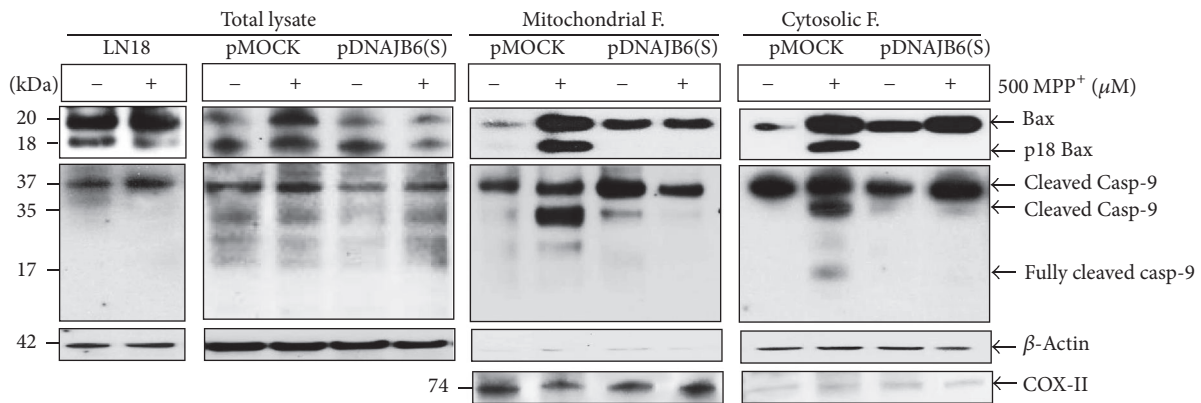 Total lysate Mitochondrial F. Cytosolic F.
LN18 pMOCK pDNAJB6(S) pMOCK pDNAJB6(S) pMOCK pDNAJB6(S)
(kDa) − + − + − + − + − + − + − + 500 MPP⁺ (μM)
20 Bax
18 p18 Bax
37 Cleaved Casp-9
35 Cleaved Casp-9
17 Fully cleaved casp-9
42 β-Actin
74 COX-II